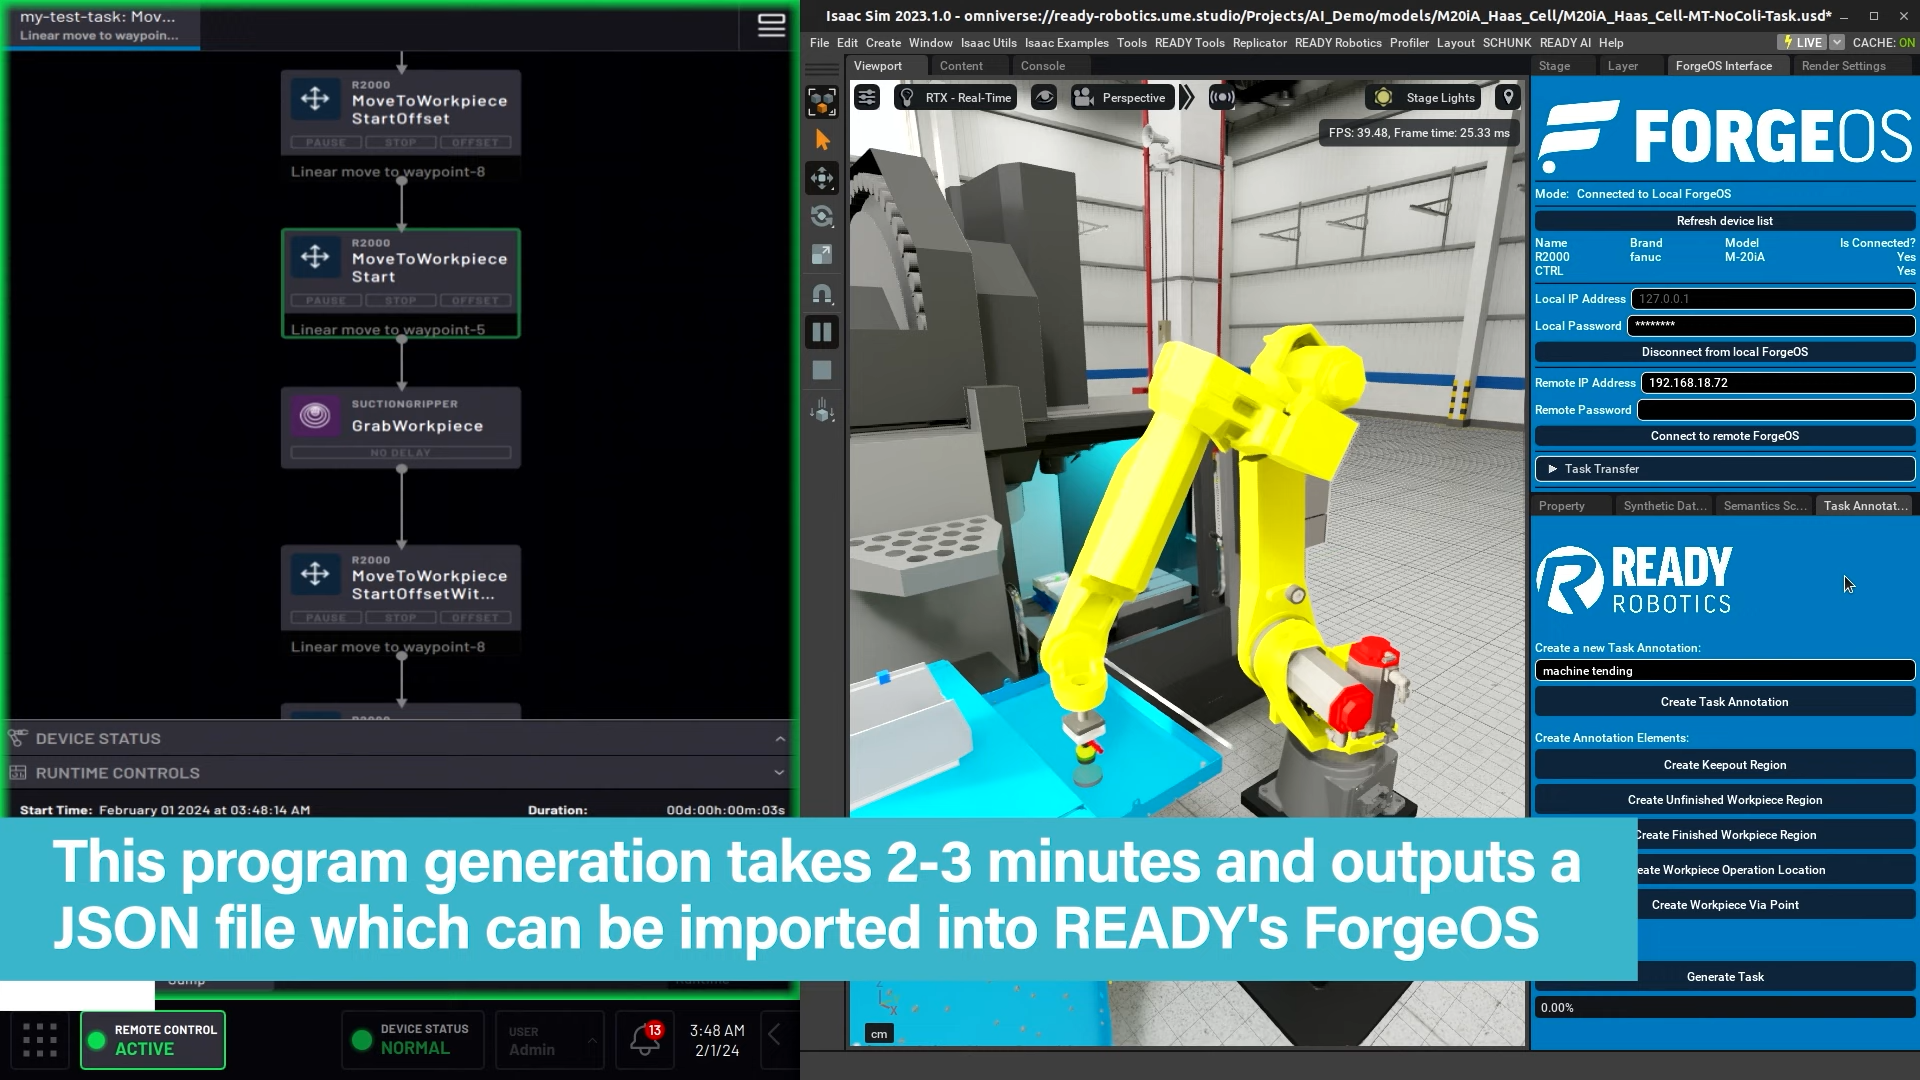 my-test-task: Mov...
Linear move to waypoin...
R2000
MoveToWorkpiece
StartOffset
PAUSE STOP OFFSET
Linear move to waypoint-8
R2000
MoveToWorkpiece
Start
PAUSE STOP OFFSET
Linear move to waypoint-5
SUCTIONGRIPPER
GrabWorkpiece
NO DELAY
R2000
MoveToWorkpiece
StartOffsetWit...
PAUSE STOP OFFSET
Linear move to waypoint-8
DEVICE STATUS
RUNTIME CONTROLS
Start Time: February 01 2024 at 03:48:14 AM Duration: 00d:00h:00m:03s
This program generation takes 2-3 minutes and outputs a
JSON file which can be imported into READY's ForgeOS
REMOTE CONTROL
ACTIVE
DEVICE STATUS
NORMAL
USER
Admin
13
3:48 AM
2/1/24
Isaac Sim 2023.1.0 - omniverse://ready-robotics.ume.studio/Projects/AI_Demo/models/M20iA_Haas_Cell/M20iA_Haas_Cell-MT-NoColi-Task.usd*
File Edit Create Window Isaac Utils Isaac Examples Tools READY Tools Replicator READY Robotics Profiler Layout SCHUNK READY AI Help
LIVE CACHE: ON
Viewport Content Console
RTX - Real-Time Perspective Stage Lights
FPS: 39.48, Frame time: 25.33 ms
cm
Stage Layer ForgeOS Interface Render Settings
FORGEOS
Mode: Connected to Local ForgeOS
Refresh device list
Name Brand Model Is Connected?
R2000 fanuc M-20iA Yes
CTRL Yes
Local IP Address 127.0.0.1
Local Password ********
Disconnect from local ForgeOS
Remote IP Address 192.168.18.72
Remote Password
Connect to remote ForgeOS
Task Transfer
Property Synthetic Dat... Semantics Sc... Task Annotat...
READY
ROBOTICS
Create a new Task Annotation:
machine tending
Create Task Annotation
Create Annotation Elements:
Create Keepout Region
Create Unfinished Workpiece Region
Create Finished Workpiece Region
eate Workpiece Operation Location
Create Workpiece Via Point
Generate Task
0.00%